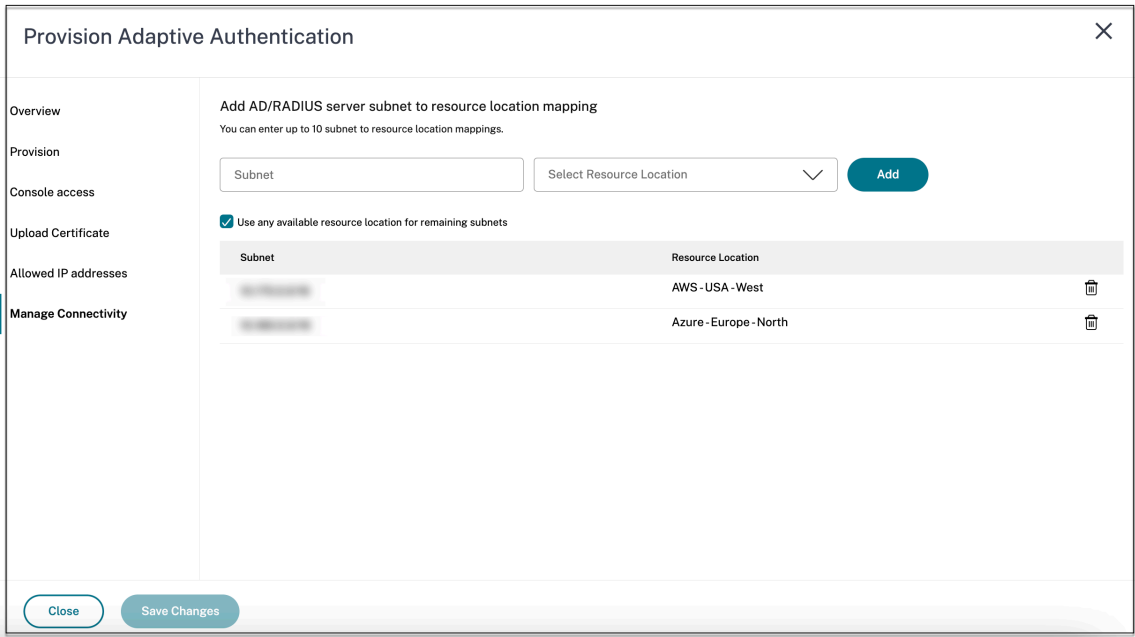 Provision Adaptive Authentication
Overview
Provision
Console access
Upload Certificate
Allowed IP addresses
Manage Connectivity
Add AD/RADIUS server subnet to resource location mapping
You can enter up to 10 subnet to resource location mappings.
Subnet
Select Resource Location
Add
Use any available resource location for remaining subnets
Subnet Resource Location
AWS - USA - West
Azure - Europe - North
Close
Save Changes